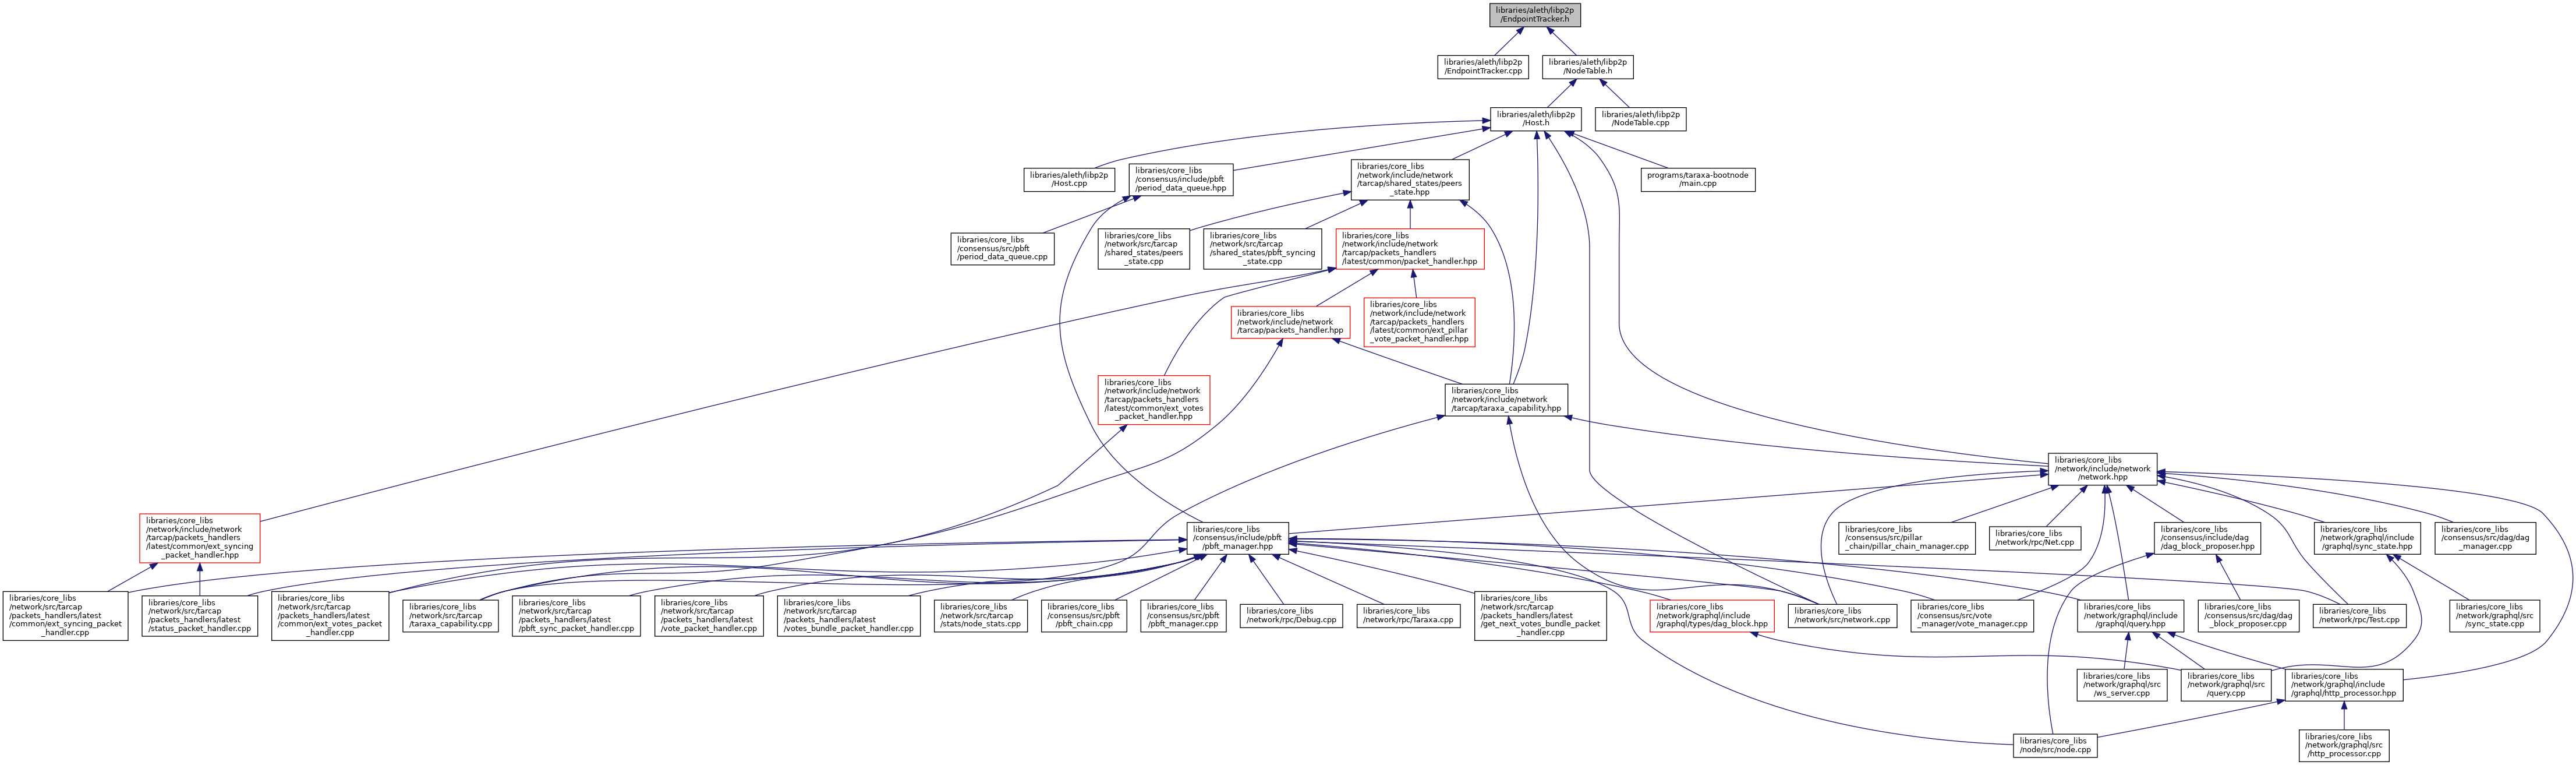 libraries/aleth/libp2p
/EndpointTracker.h
libraries/aleth/libp2p
/EndpointTracker.cpp
libraries/aleth/libp2p
/NodeTable.h
libraries/aleth/libp2p
/Host.h
libraries/aleth/libp2p
/NodeTable.cpp
libraries/aleth/libp2p
/Host.cpp
libraries/core_libs
/consensus/include/pbft
/period_data_queue.hpp
libraries/core_libs
/network/include/network
/tarcap/shared_states/peers
_state.hpp
programs/taraxa-bootnode
/main.cpp
libraries/core_libs
/consensus/src/pbft
/period_data_queue.cpp
libraries/core_libs
/network/src/tarcap
/shared_states/peers
_state.cpp
libraries/core_libs
/network/src/tarcap
/shared_states/pbft_syncing
_state.cpp
libraries/core_libs
/network/include/network
/tarcap/packets_handlers
/latest/common/packet_handler.hpp
libraries/core_libs
/network/include/network
/tarcap/packets_handler.hpp
libraries/core_libs
/network/include/network
/tarcap/packets_handlers
/latest/common/ext_pillar
_vote_packet_handler.hpp
libraries/core_libs
/network/include/network
/tarcap/packets_handlers
/latest/common/ext_votes
_packet_handler.hpp
libraries/core_libs
/network/include/network
/tarcap/taraxa_capability.hpp
libraries/core_libs
/network/include/network
/network.hpp
libraries/core_libs
/network/include/network
/tarcap/packets_handlers
/latest/common/ext_syncing
_packet_handler.hpp
libraries/core_libs
/consensus/include/pbft
/pbft_manager.hpp
libraries/core_libs
/consensus/src/pillar
_chain/pillar_chain_manager.cpp
libraries/core_libs
/network/rpc/Net.cpp
libraries/core_libs
/consensus/include/dag
/dag_block_proposer.hpp
libraries/core_libs
/network/graphql/include
/graphql/sync_state.hpp
libraries/core_libs
/consensus/src/dag/dag
_manager.cpp
libraries/core_libs
/network/src/tarcap
/packets_handlers/latest
/common/ext_syncing_packet
_handler.cpp
libraries/core_libs
/network/src/tarcap
/packets_handlers/latest
/status_packet_handler.cpp
libraries/core_libs
/network/src/tarcap
/packets_handlers/latest
/common/ext_votes_packet
_handler.cpp
libraries/core_libs
/network/src/tarcap
/taraxa_capability.cpp
libraries/core_libs
/network/src/tarcap
/packets_handlers/latest
/pbft_sync_packet_handler.cpp
libraries/core_libs
/network/src/tarcap
/packets_handlers/latest
/vote_packet_handler.cpp
libraries/core_libs
/network/src/tarcap
/packets_handlers/latest
/votes_bundle_packet_handler.cpp
libraries/core_libs
/network/src/tarcap
/stats/node_stats.cpp
libraries/core_libs
/consensus/src/pbft
/pbft_chain.cpp
libraries/core_libs
/consensus/src/pbft
/pbft_manager.cpp
libraries/core_libs
/network/rpc/Debug.cpp
libraries/core_libs
/network/rpc/Taraxa.cpp
libraries/core_libs
/network/src/tarcap
/packets_handlers/latest
/get_next_votes_bundle_packet
_handler.cpp
libraries/core_libs
/network/graphql/include
/graphql/types/dag_block.hpp
libraries/core_libs
/network/src/network.cpp
libraries/core_libs
/consensus/src/vote
_manager/vote_manager.cpp
libraries/core_libs
/network/graphql/include
/graphql/query.hpp
libraries/core_libs
/consensus/src/dag/dag
_block_proposer.cpp
libraries/core_libs
/network/rpc/Test.cpp
libraries/core_libs
/network/graphql/src
/sync_state.cpp
libraries/core_libs
/network/graphql/src
/ws_server.cpp
libraries/core_libs
/network/graphql/src
/query.cpp
libraries/core_libs
/network/graphql/include
/graphql/http_processor.hpp
libraries/core_libs
/node/src/node.cpp
libraries/core_libs
/network/graphql/src
/http_processor.cpp